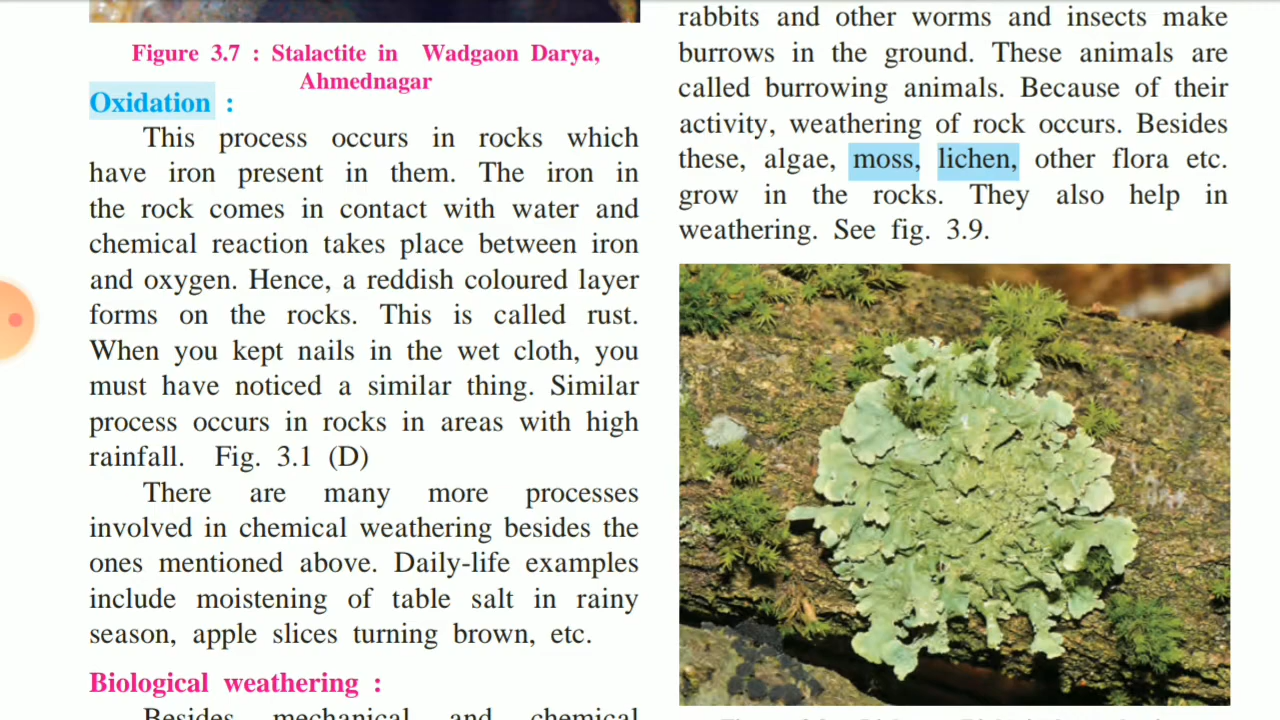 Figure 3.7 : Stalactite in Wadgaon Darya,
Ahmednagar
Oxidation :
This process occurs in rocks which
have iron present in them. The iron in
the rock comes in contact with water and
chemical reaction takes place between iron
and oxygen. Hence, a reddish coloured layer
forms on the rocks. This is called rust.
When you kept nails in the wet cloth, you
must have noticed a similar thing. Similar
process occurs in rocks in areas with high
rainfall. Fig. 3.1 (D)
There are many more processes
involved in chemical weathering besides the
ones mentioned above. Daily-life examples
include moistening of table salt in rainy
season, apple slices turning brown, etc.
Biological weathering :
Besides mechanical and chemical
rabbits and other worms and insects make
burrows in the ground. These animals are
called burrowing animals. Because of their
activity, weathering of rock occurs. Besides
these, algae, moss, lichen, other flora etc.
grow in the rocks. They also help in
weathering. See fig. 3.9.